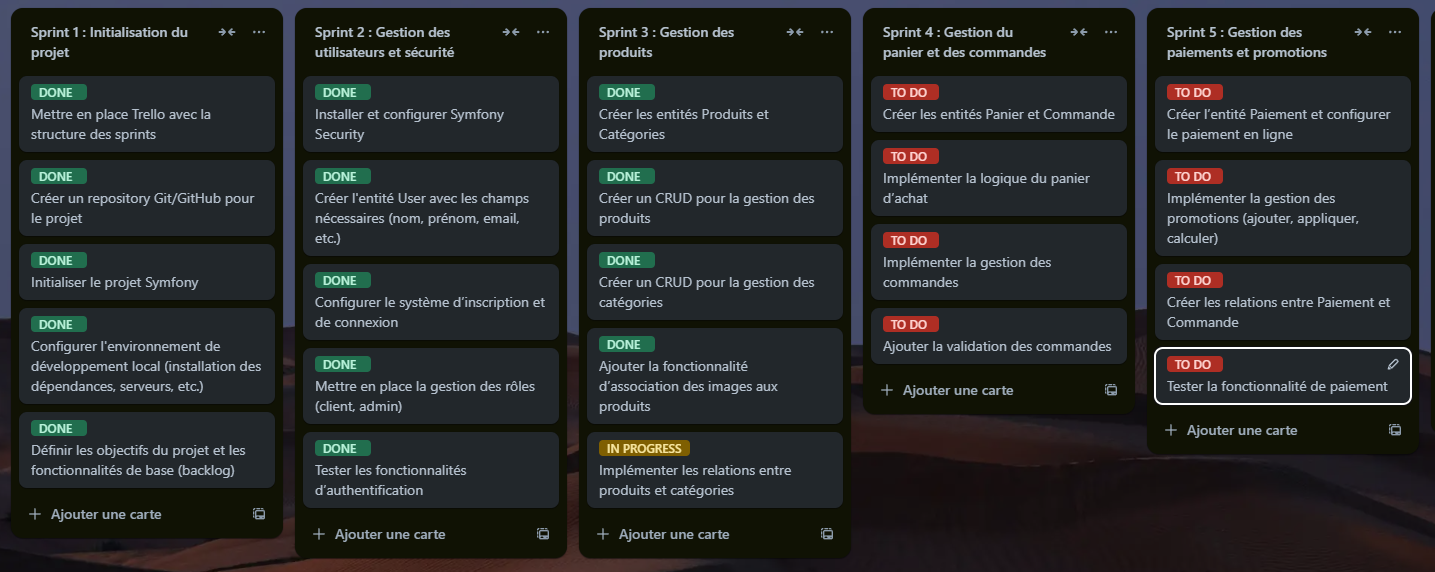 Sprint 1 : Initialisation du
projet
DONE
Mettre en place Trello avec la
structure des sprints
DONE
Créer un repository Git/GitHub pour
le projet
DONE
Initialiser le projet Symfony
DONE
Configurer l'environnement de
développement local (installation des
dépendances, serveurs, etc.)
DONE
Définir les objectifs du projet et les
fonctionnalités de base (backlog)
Ajouter une carte
Sprint 2 : Gestion des
utilisateurs et sécurité
DONE
Installer et configurer Symfony
Security
DONE
Créer l'entité User avec les champs
nécessaires (nom, prénom, email,
etc.)
DONE
Configurer le système d’inscription et
de connexion
DONE
Mettre en place la gestion des rôles
(client, admin)
DONE
Tester les fonctionnalités
d’authentification
Ajouter une carte
Sprint 3 : Gestion des
produits
DONE
Créer les entités Produits et
Catégories
DONE
Créer un CRUD pour la gestion des
produits
DONE
Créer un CRUD pour la gestion des
catégories
DONE
Ajouter la fonctionnalité
d’association des images aux
produits
IN PROGRESS
Implémenter les relations entre
produits et catégories
Ajouter une carte
Sprint 4 : Gestion du
panier et des commandes
TO DO
Créer les entités Panier et Commande
TO DO
Implémenter la logique du panier
d’achat
TO DO
Implémenter la gestion des
commandes
TO DO
Ajouter la validation des commandes
Ajouter une carte
Sprint 5 : Gestion des
paiements et promotions
TO DO
Créer l’entité Paiement et configurer
le paiement en ligne
TO DO
Implémenter la gestion des
promotions (ajouter, appliquer,
calculer)
TO DO
Créer les relations entre Paiement et
Commande
TO DO
Tester la fonctionnalité de paiement
Ajouter une carte